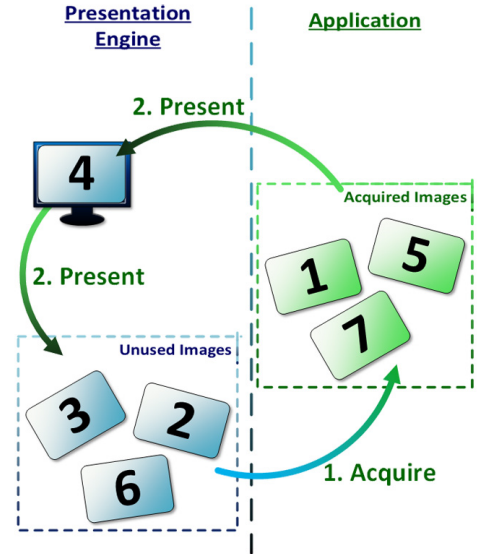 Presentation
Engine
Application
2. Present
4
Acquired Images
5
1
2. Present
7
Unused Images
3
2
6
1. Acquire